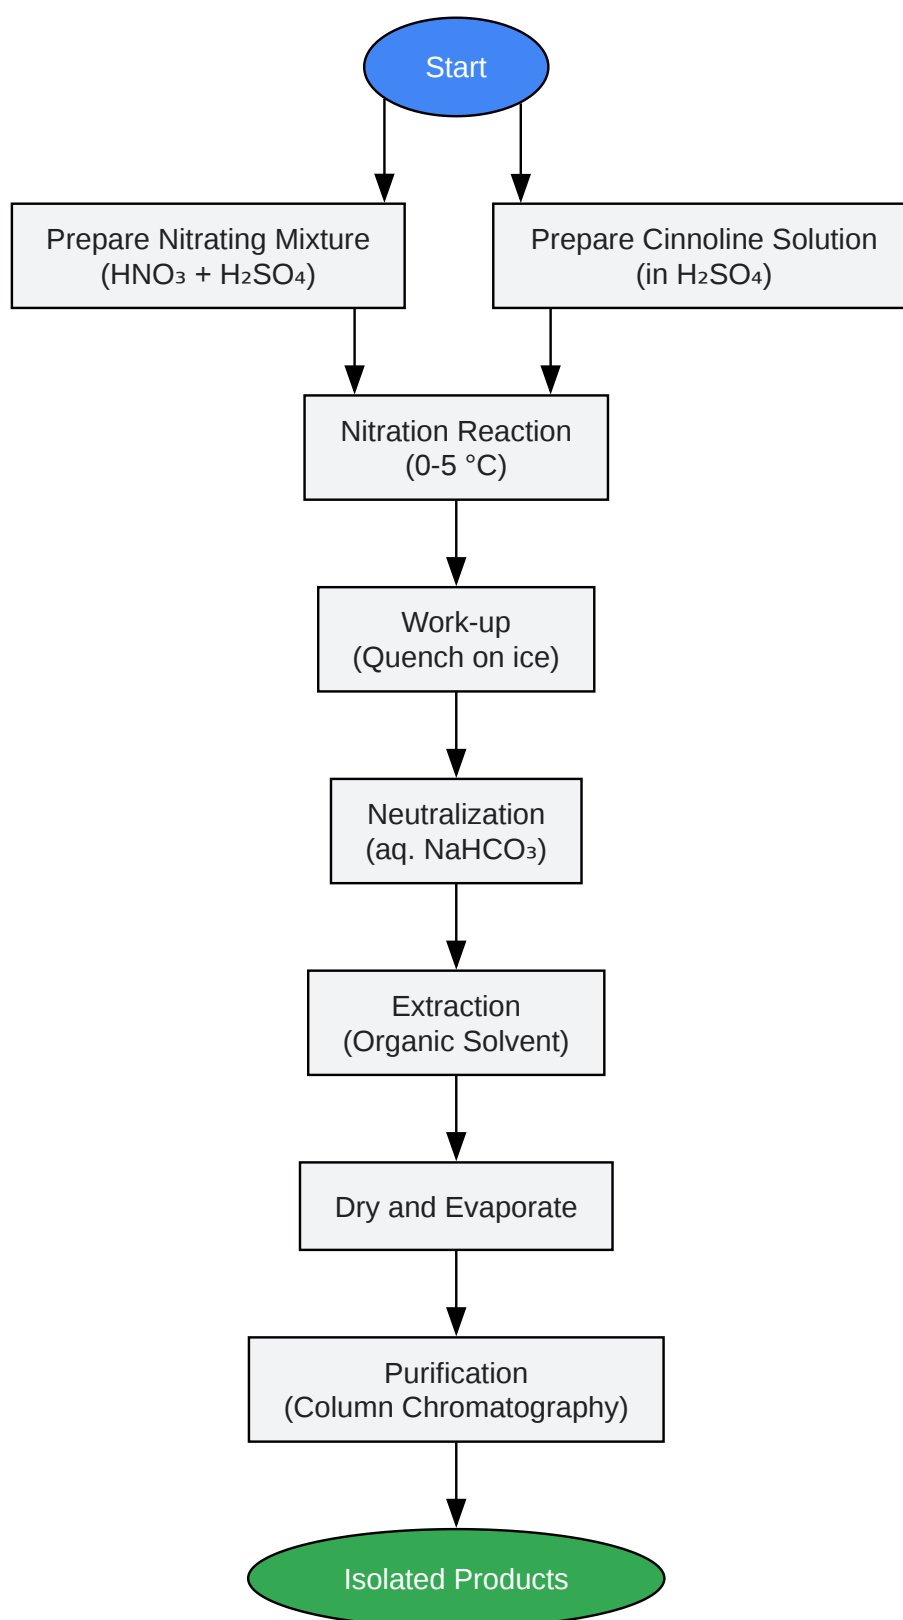 Start
Prepare Nitrating Mixture
(HNO₃ + H₂SO₄)
Prepare Cinnoline Solution
(in H₂SO₄)
Nitration Reaction
(0-5 °C)
Work-up
(Quench on ice)
Neutralization
(aq. NaHCO₃)
Extraction
(Organic Solvent)
Dry and Evaporate
Purification
(Column Chromatography)
Isolated Products